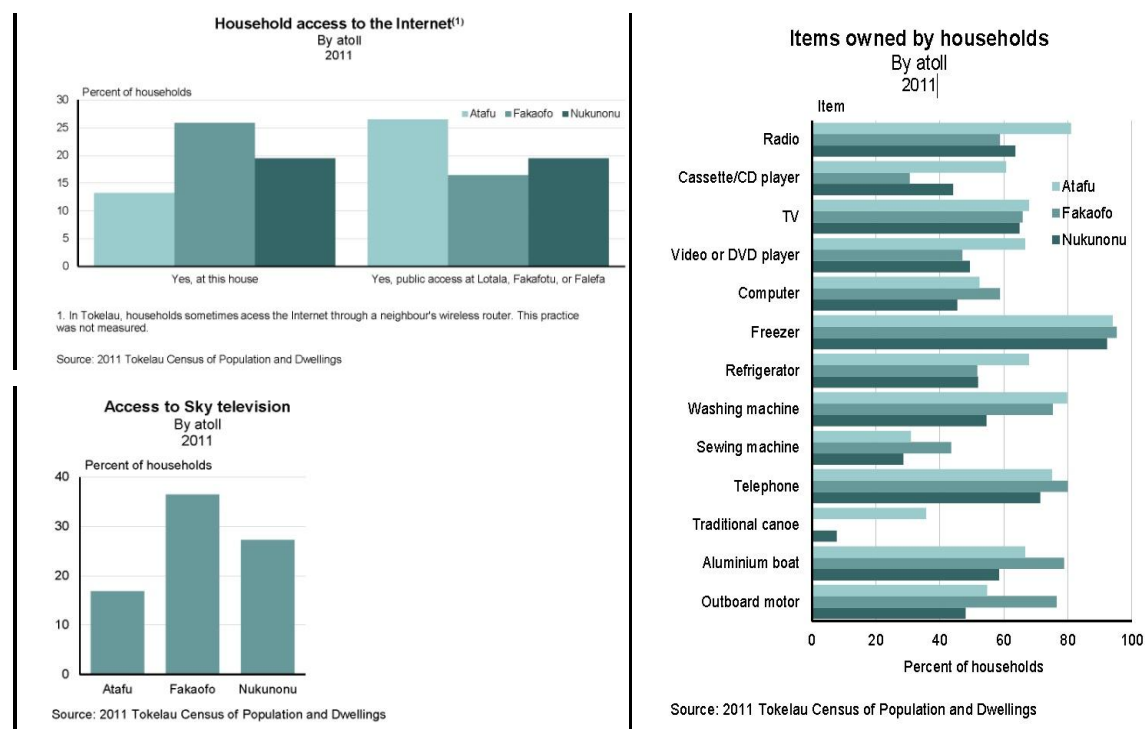 Household access to the Internet(1)
By atoll
2011
Percent of households
30
25
20
15
10
5
0
Atafu
Fakaofo
Nukunonu
Yes, at this house
Yes, public access at Lotala, Fakafotu, or Falefa
1. In Tokelau, households sometimes acess the Internet through a neighbour's wireless router. This practice
was not measured.
Source: 2011 Tokelau Census of Population and Dwellings
Access to Sky television
By atoll
2011
Percent of households
40
30
20
10
0
Atafu
Fakaofo
Nukunonu
Source: 2011 Tokelau Census of Population and Dwellings
Items owned by households
By atoll
2011
Item
Radio
Cassette/CD player
TV
Video or DVD player
Computer
Freezer
Refrigerator
Washing machine
Sewing machine
Telephone
Traditional canoe
Aluminium boat
Outboard motor
Atafu
Fakaofo
Nukunonu
0 20 40 60 80 100
Percent of households
Source: 2011 Tokelau Census of Population and Dwellings